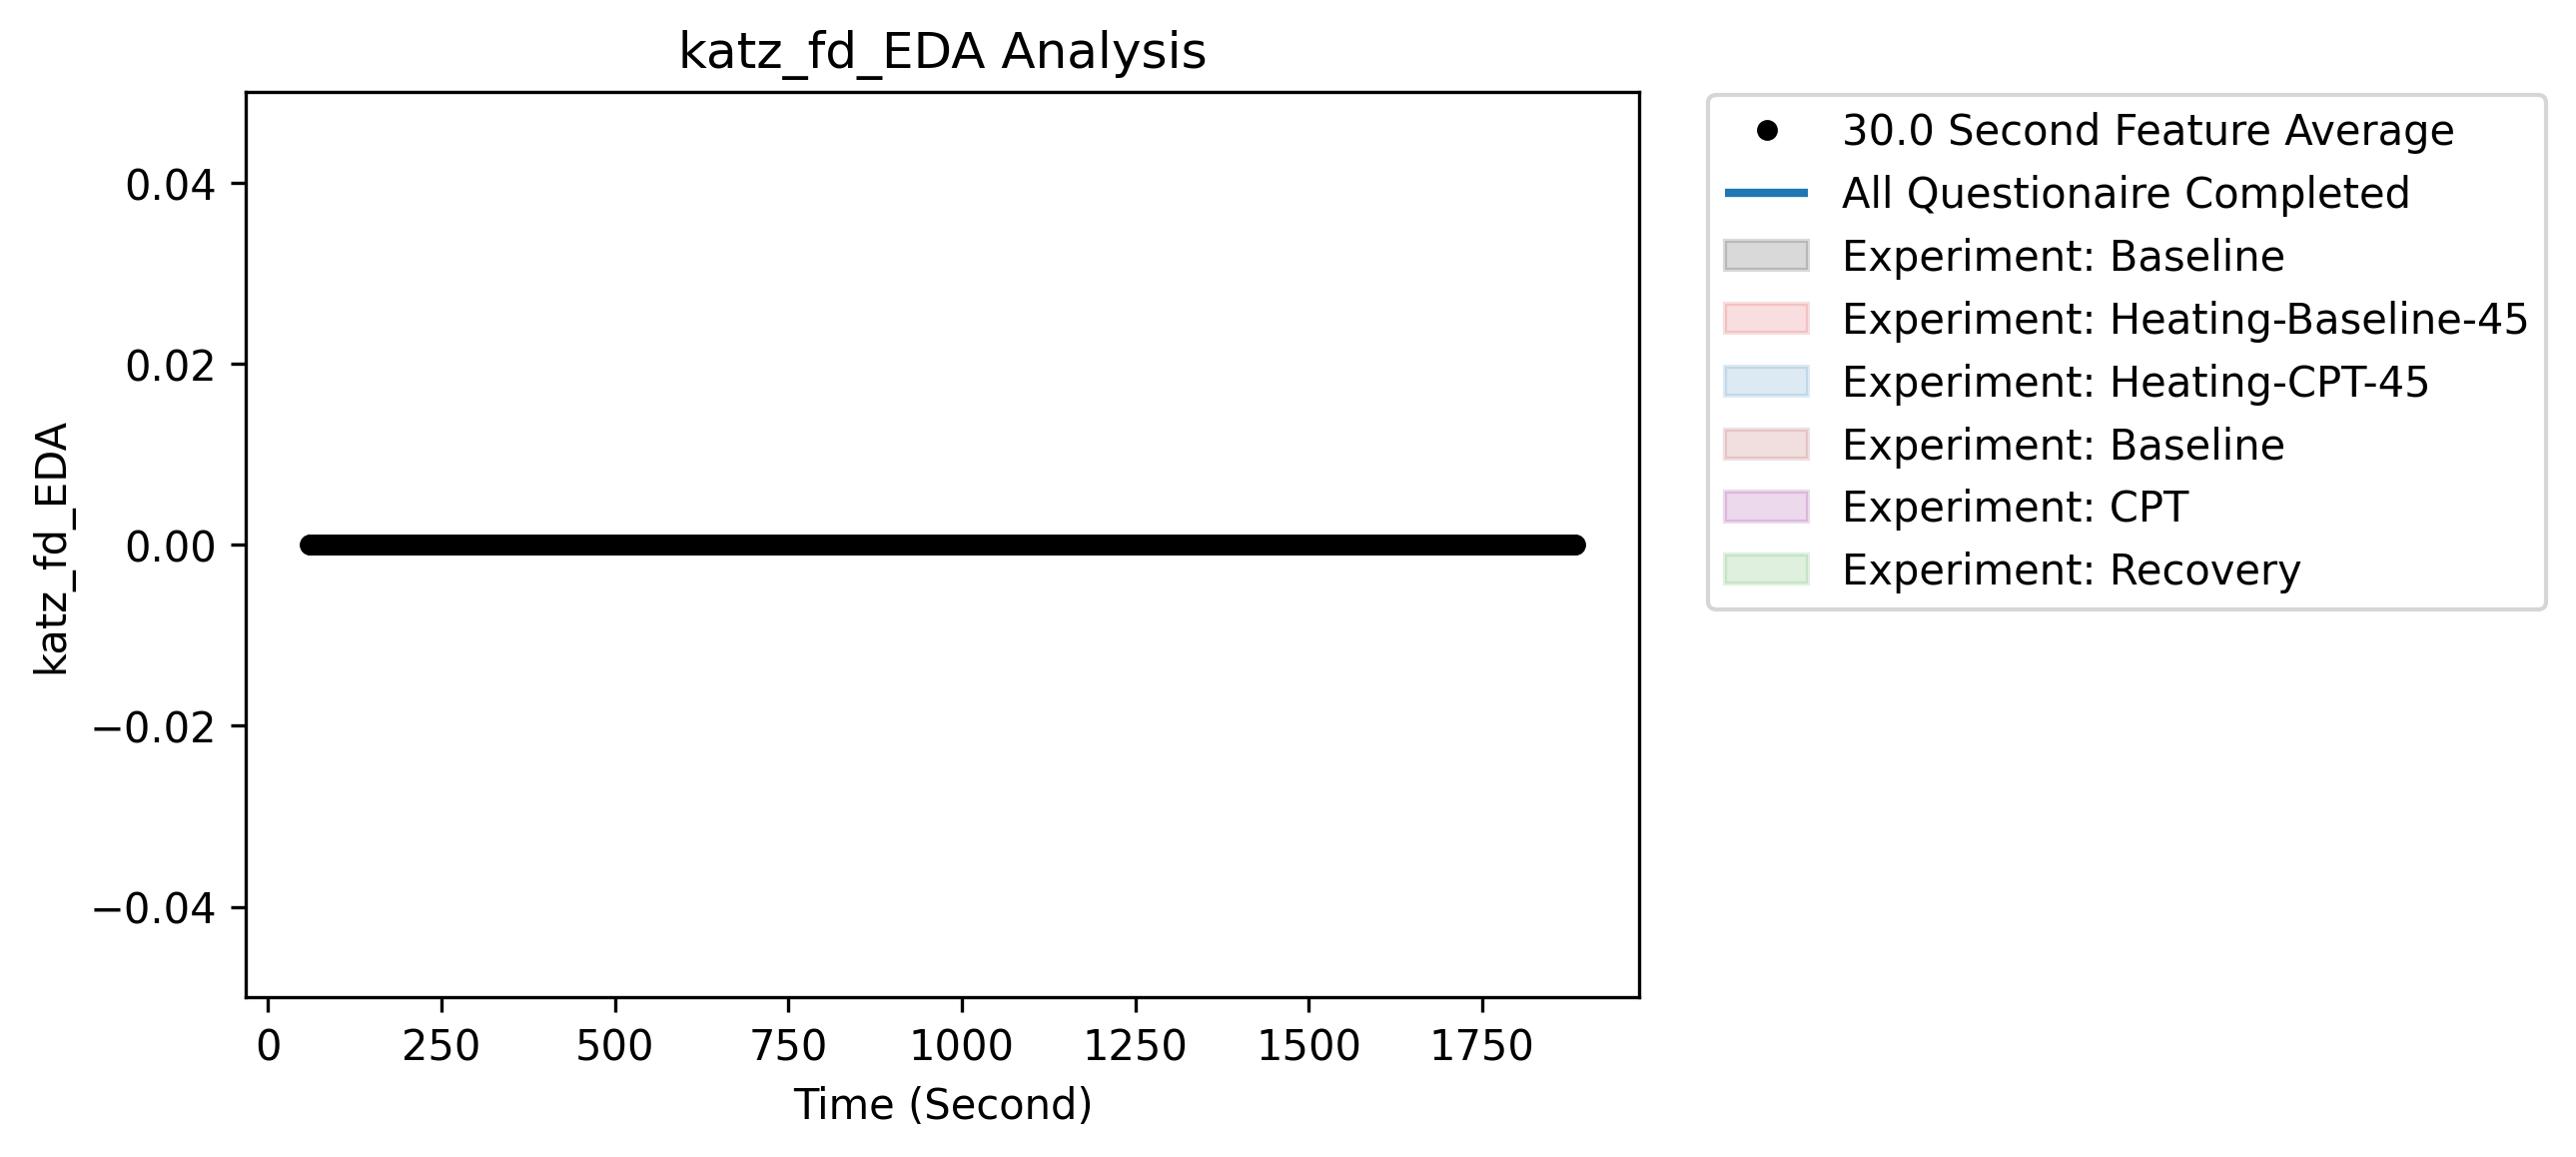 katz_fd_EDA Analysis
katz_fd_EDA
0.04
0.02
0.00
−0.02
−0.04
0 250 500 750 1000 1250 1500 1750
Time (Second)
30.0 Second Feature Average
All Questionaire Completed
Experiment: Baseline
Experiment: Heating-Baseline-45
Experiment: Heating-CPT-45
Experiment: Baseline
Experiment: CPT
Experiment: Recovery